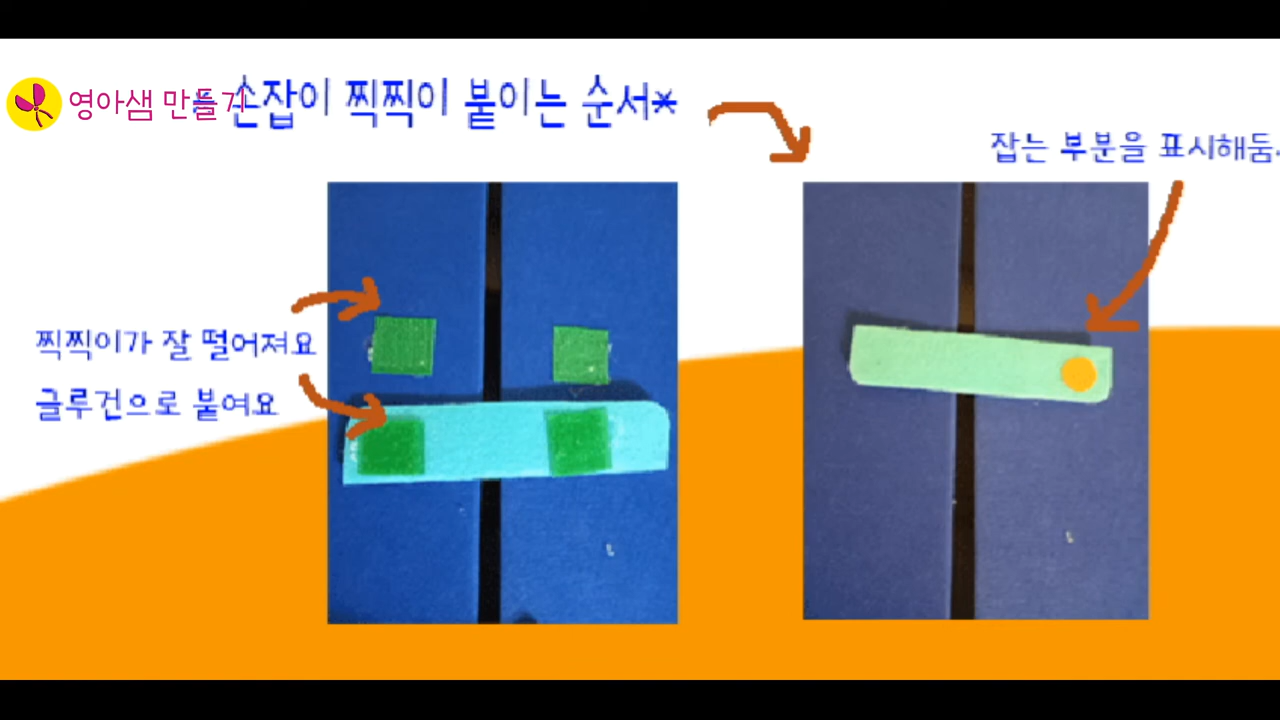 영아샘 만들기
손잡이 찍찍이 붙이는 순서*
잡는 부분을 표시해둠.
찍찍이가 잘 떨어져요
글루건으로 붙여요